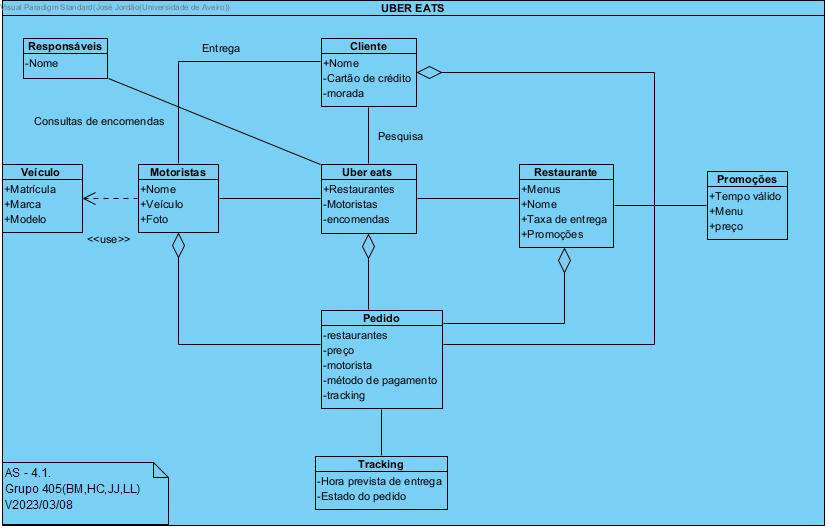 Visual Paradigm Standard(José Jordão(Universidade de Aveiro))
UBER EATS
Responsáveis
-Nome
Entrega
Cliente
+Nome
-Cartão de crédito
-morada
Consultas de encomendas
Pesquisa
Veículo
+Matrícula
+Marca
+Modelo
<<use>>
Motoristas
+Nome
+Veículo
+Foto
Uber eats
+Restaurantes
-Motoristas
-encomendas
Restaurante
+Menus
+Nome
+Taxa de entrega
+Promoções
Promoções
+Tempo válido
+Menu
+preço
Pedido
-restaurantes
-preço
-motorista
-método de pagamento
-tracking
Tracking
-Hora prevista de entrega
-Estado do pedido
AS - 4.1.
Grupo 405(BM,HC,JJ,LL)
V2023/03/08